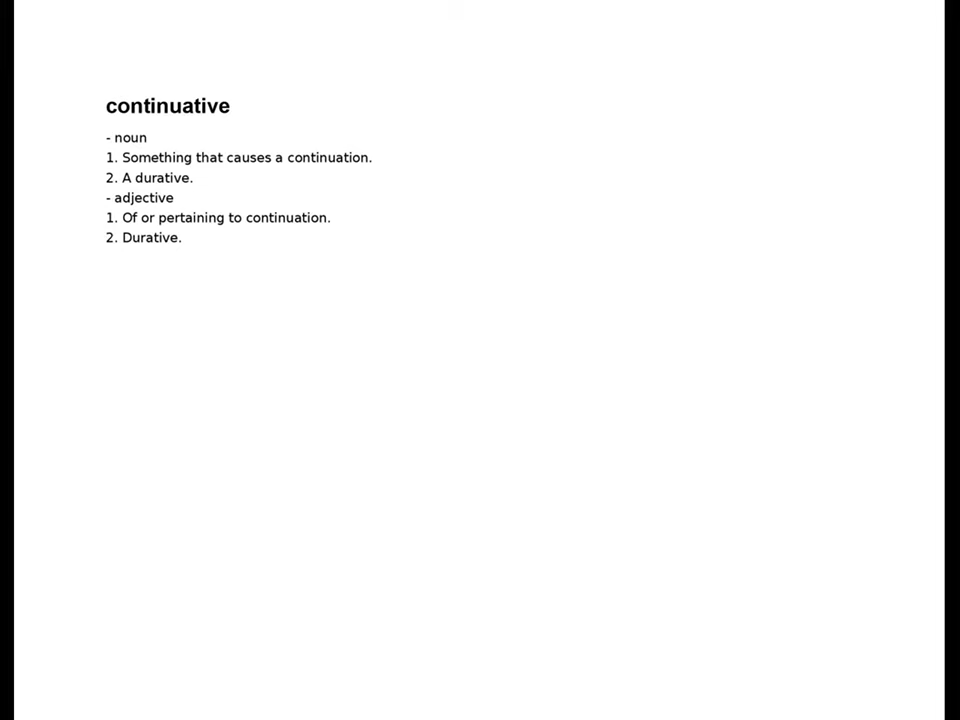 continuative
- noun
1. Something that causes a continuation.
2. A durative.
- adjective
1. Of or pertaining to continuation.
2. Durative.